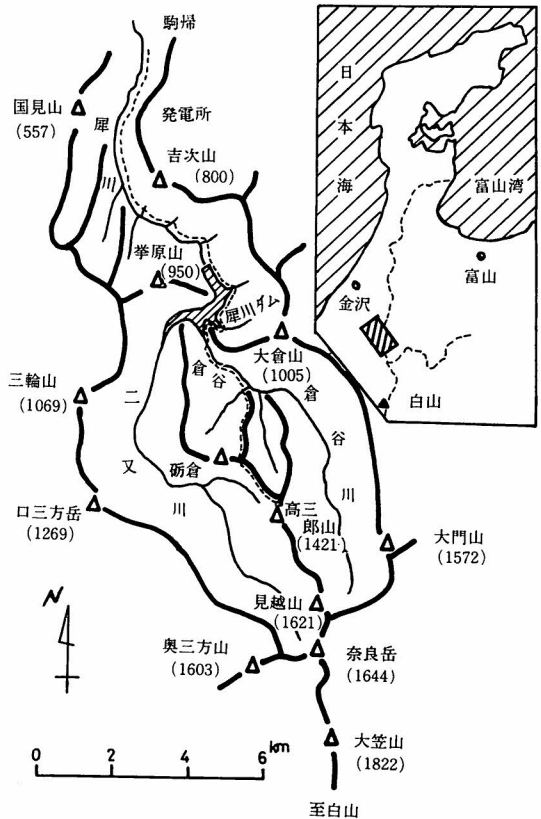 駒帰
国見山
(557)
犀川
発電所
吉次山
(800)
挙原山
(950)
犀川ダム
大倉山
(1005)
三輪山
(1069)
倉谷
二又川
倉谷川
砺倉
口三方岳
(1269)
高三郎山
(1421)
大門山
(1572)
見越山
(1621)
奥三方山
(1603)
奈良岳
(1644)
大笠山
(1822)
至白山
N
0 2 4 6 km
日本海
富山湾
富山
金沢
白山